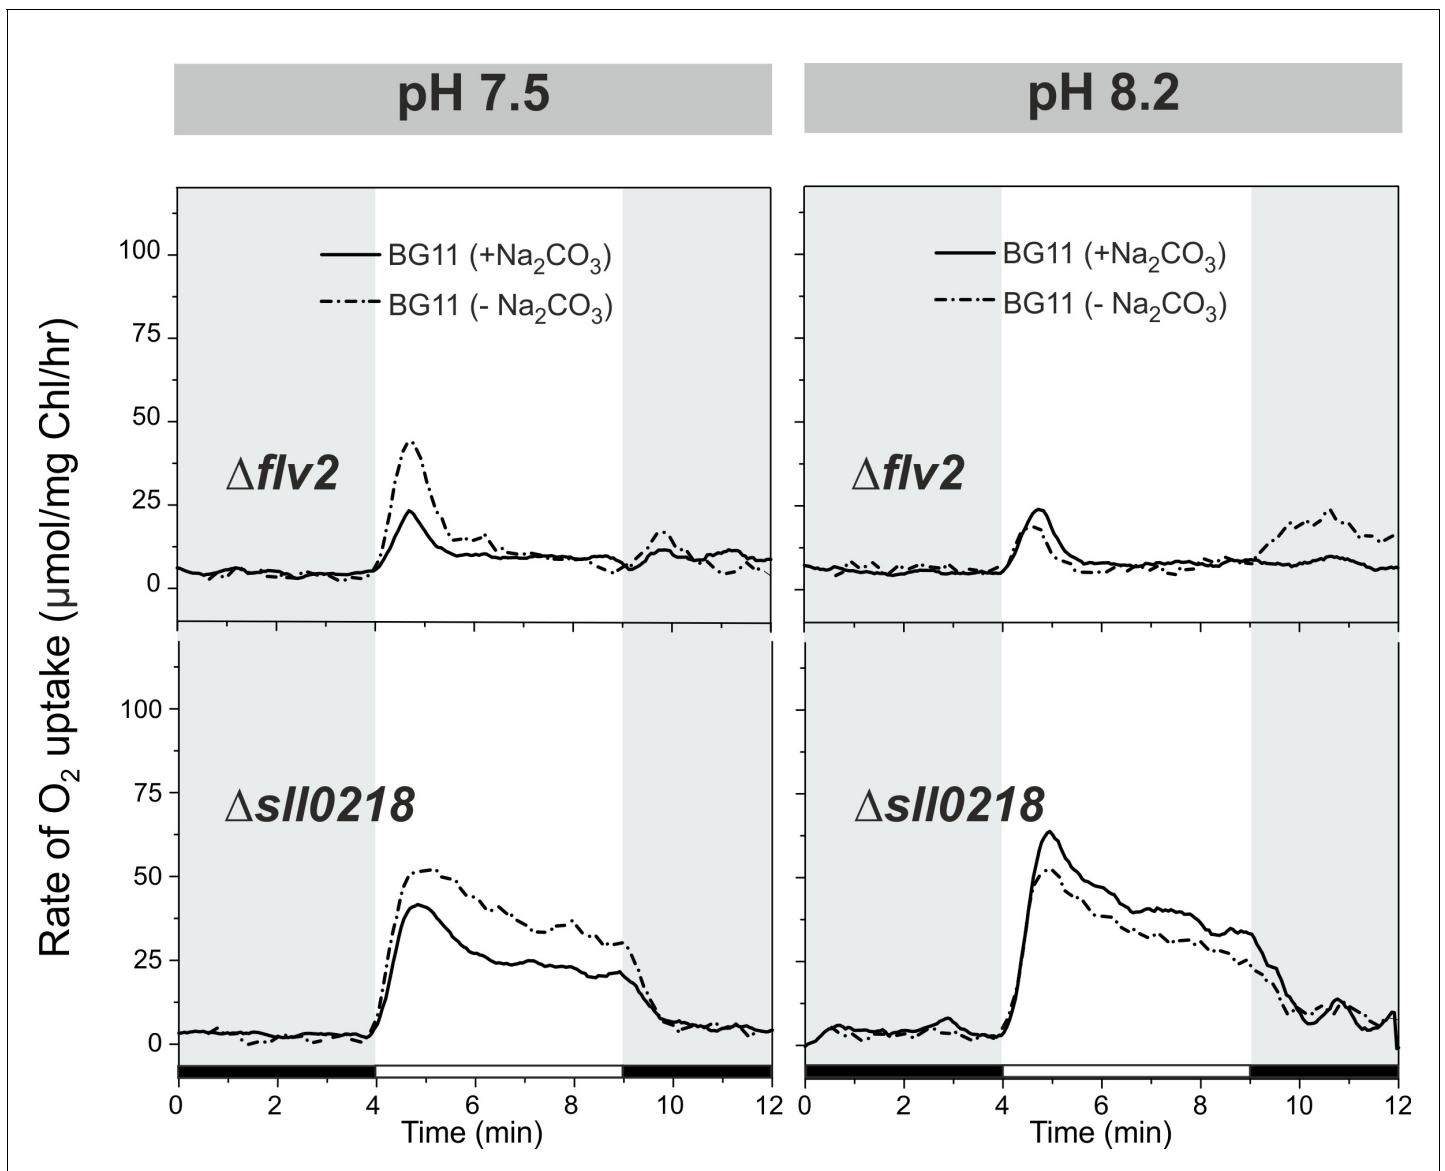 pH 7.5
pH 8.2
Rate of O2 uptake (µmol/mg Chl/hr)
100
75
50
25
0
BG11 (+Na2CO3)
BG11 (- Na2CO3)
Δflv2
BG11 (+Na2CO3)
BG11 (- Na2CO3)
Δflv2
100
75
50
25
0
Δsll0218
Δsll0218
0 2 4 6 8 10 12
Time (min)
0 2 4 6 8 10 12
Time (min)